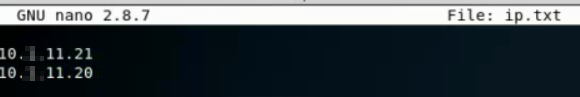 GNU nano 2.8.7 File: ip.txt
10. .11.21
10. .11.20